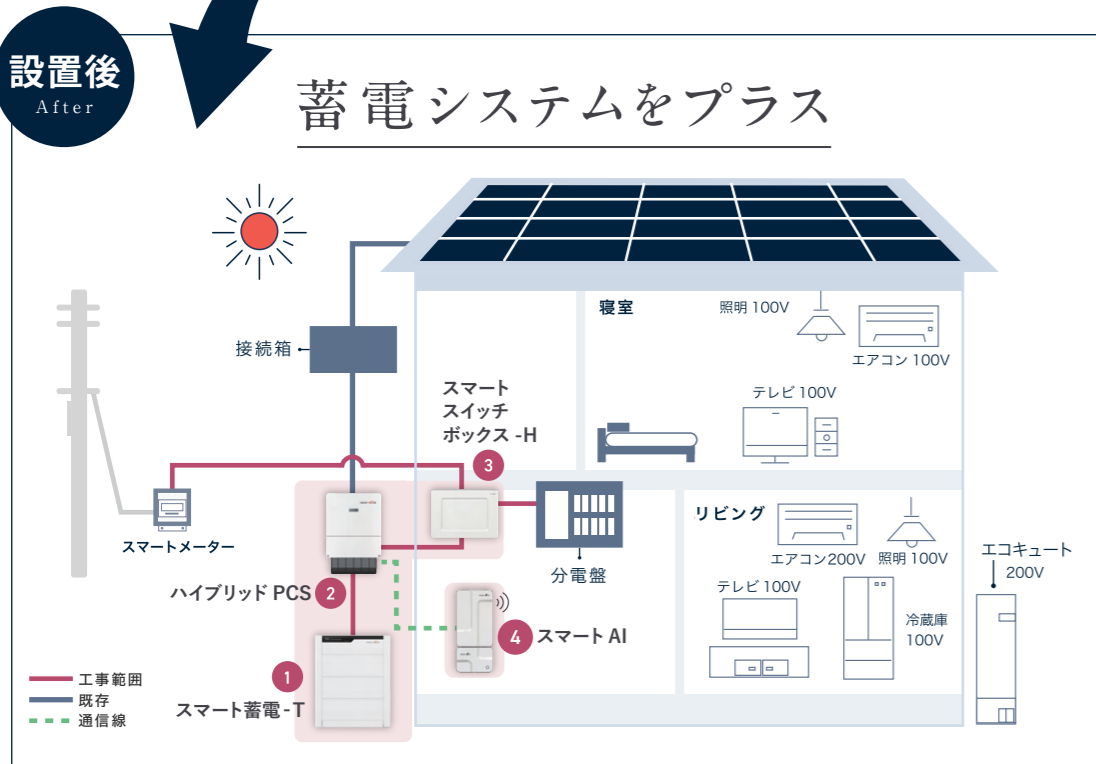 設置後
After
蓄電システムをプラス
接続箱
スマート
スイッチ
ボックス -H
3
スマートメーター
ハイブリッド PCS
2
1
スマート蓄電-T
4
スマート AI
分電盤
寝室
照明 100V
エアコン 100V
テレビ 100V
リビング
エアコン200V
照明 100V
テレビ 100V
冷蔵庫
100V
エコキュート
200V
工事範囲
既存
通信線